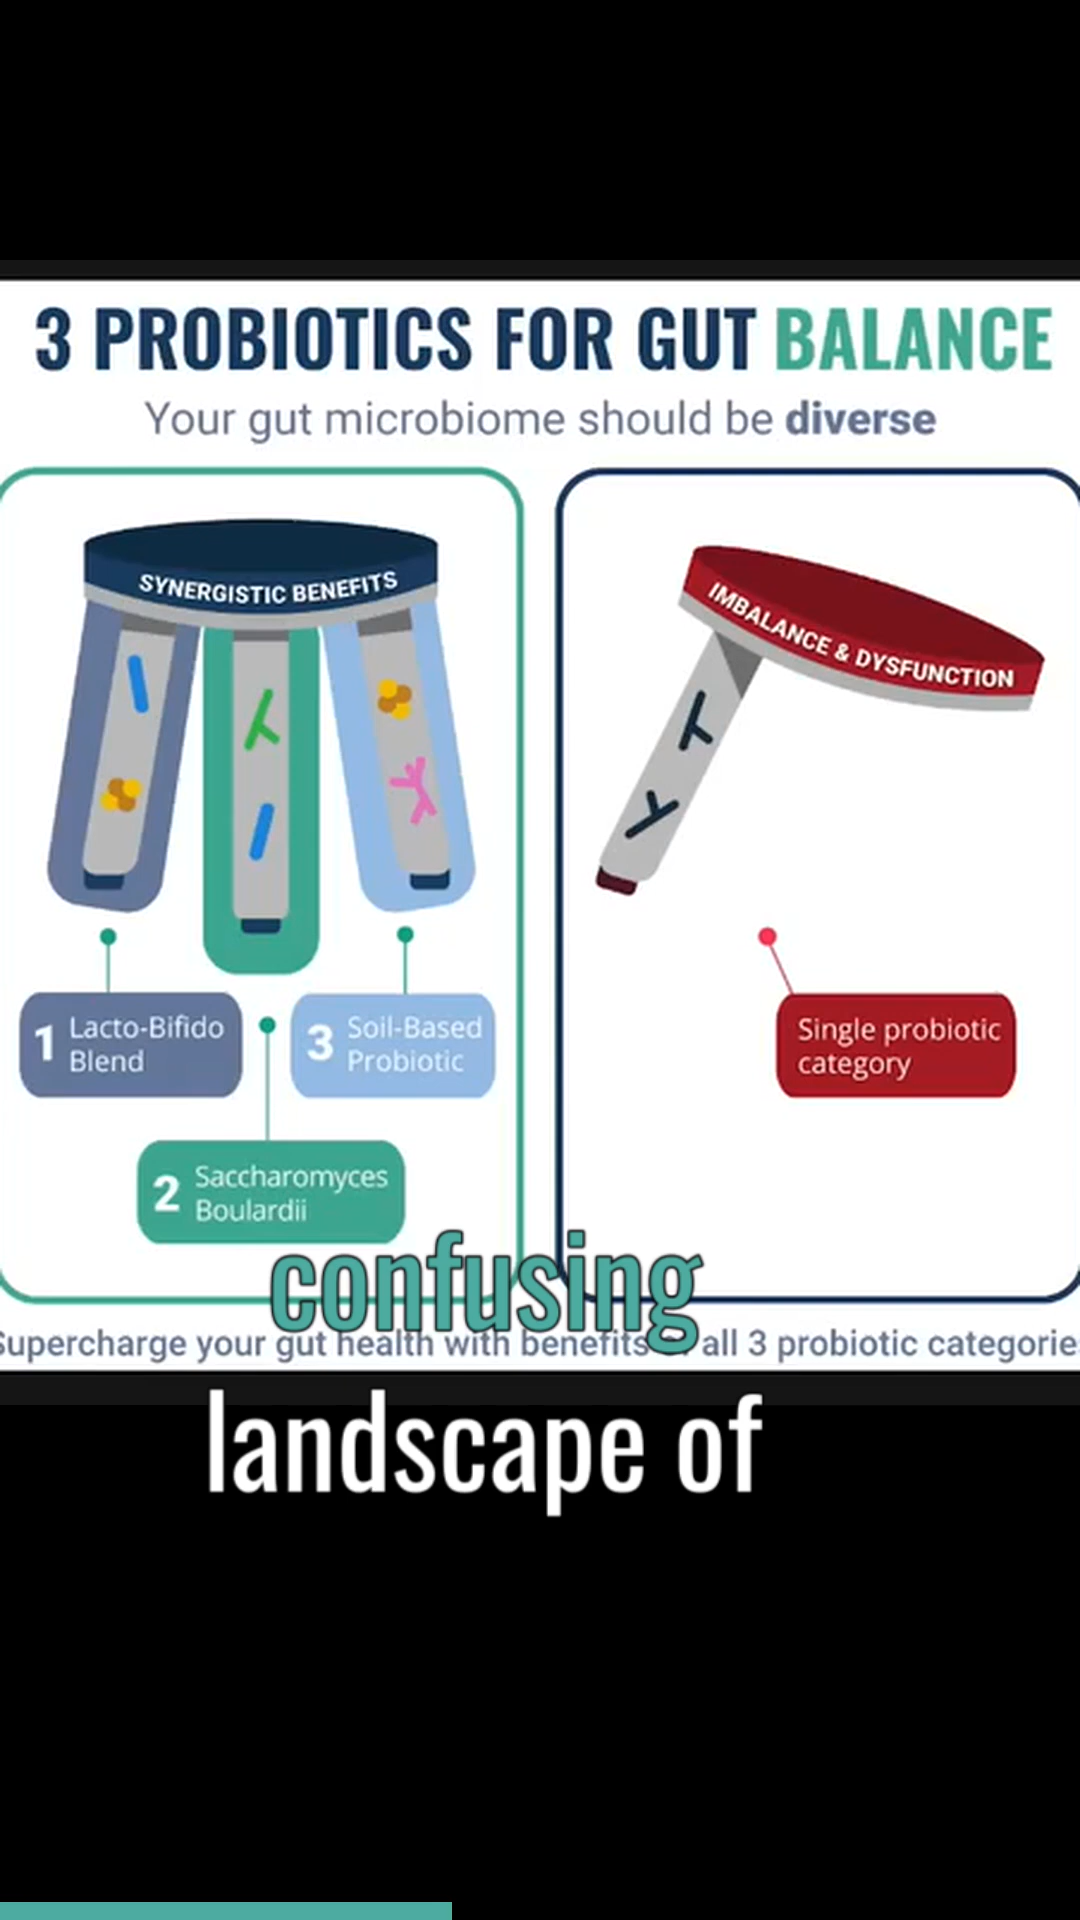 3 PROBIOTICS FOR GUT BALANCE
Your gut microbiome should be diverse
SYNERGISTIC BENEFITS
IMBALANCE & DYSFUNCTION
1 Lacto-Bifido
Blend
3 Soil-Based
Probiotic
Single probiotic
category
2 Saccharomyces
Boulardii
confusing
Supercharge your gut health with benefits all 3 probiotic categorie
landscape of